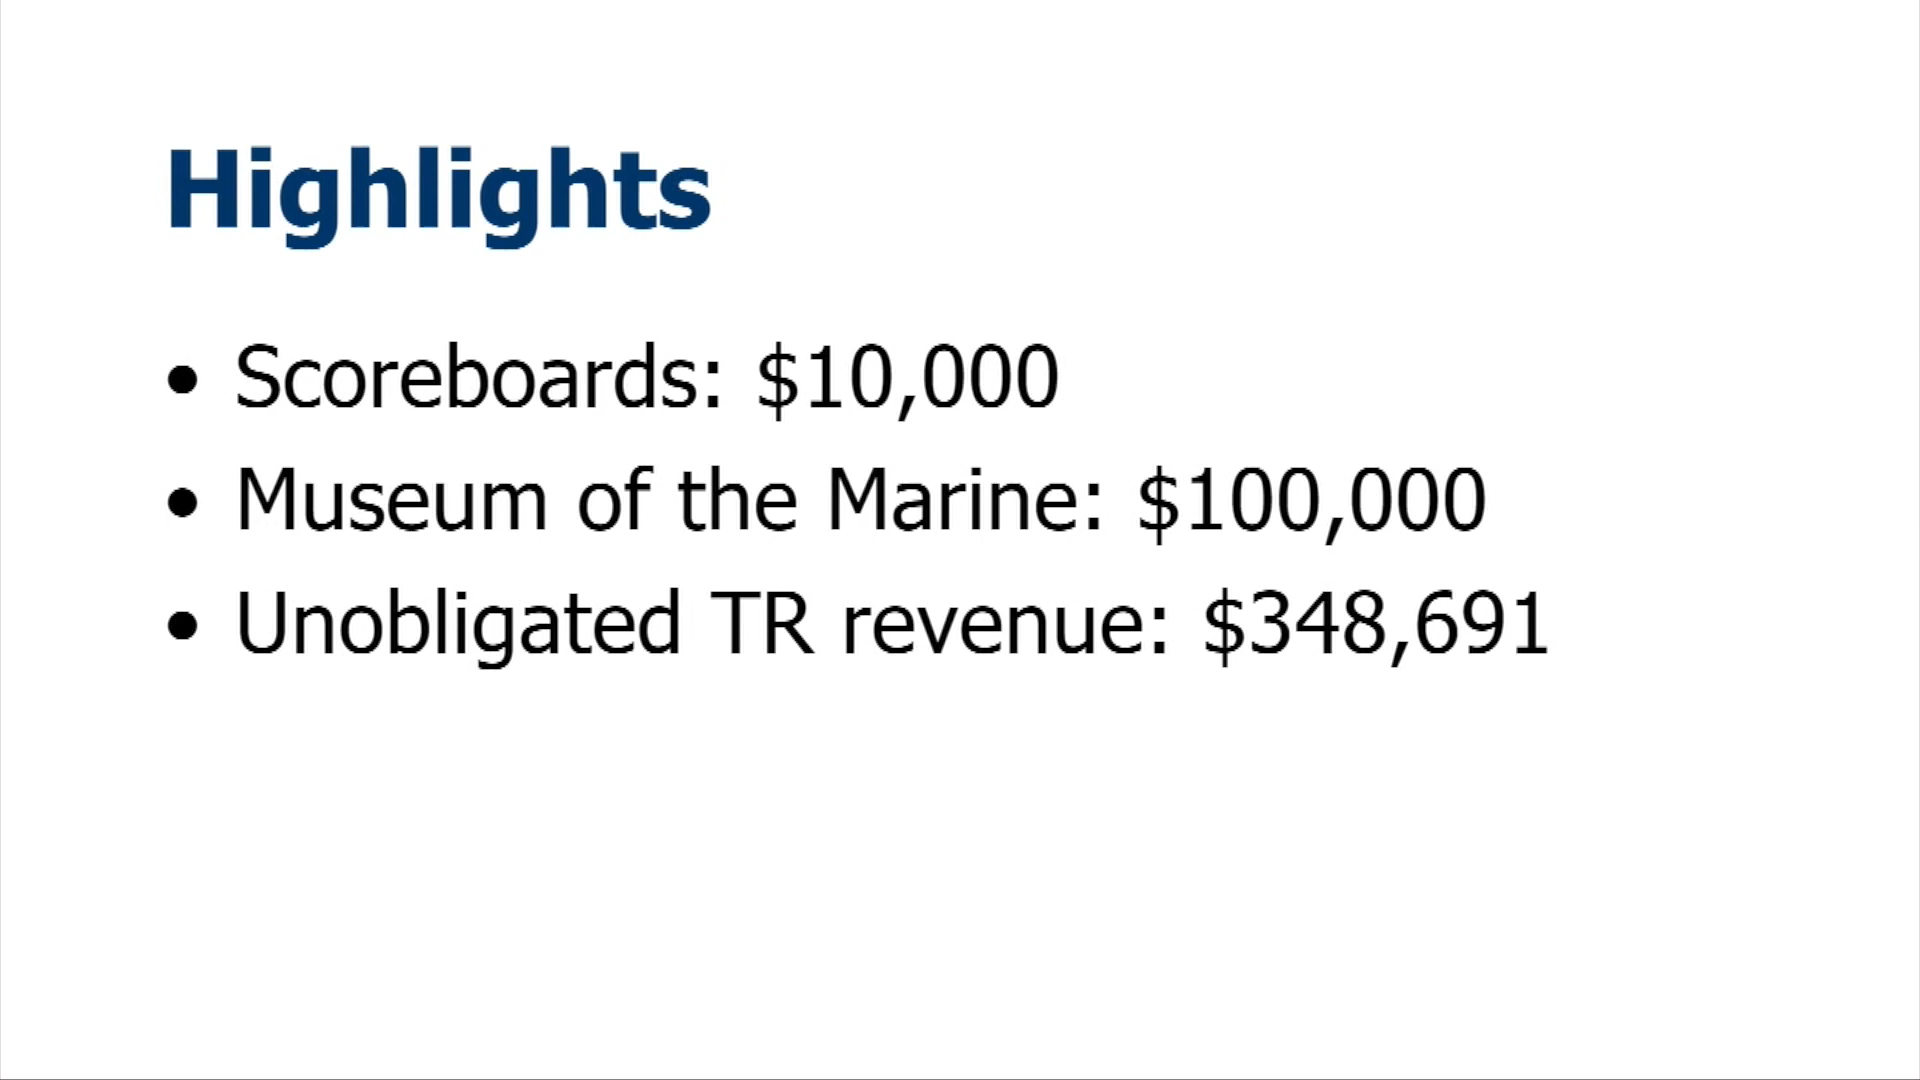 Highlights
• Scoreboards: $10,000
• Museum of the Marine: $100,000
• Unobligated TR revenue: $348,691